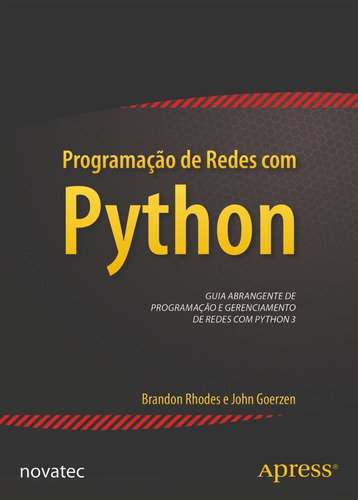 Programação de Redes com
Python
GUIA ABRANGENTE DE
PROGRAMAÇÃO E GERENCIAMENTO
DE REDES COM PYTHON 3
Brandon Rhodes e John Goerzen
novatec
Apress®